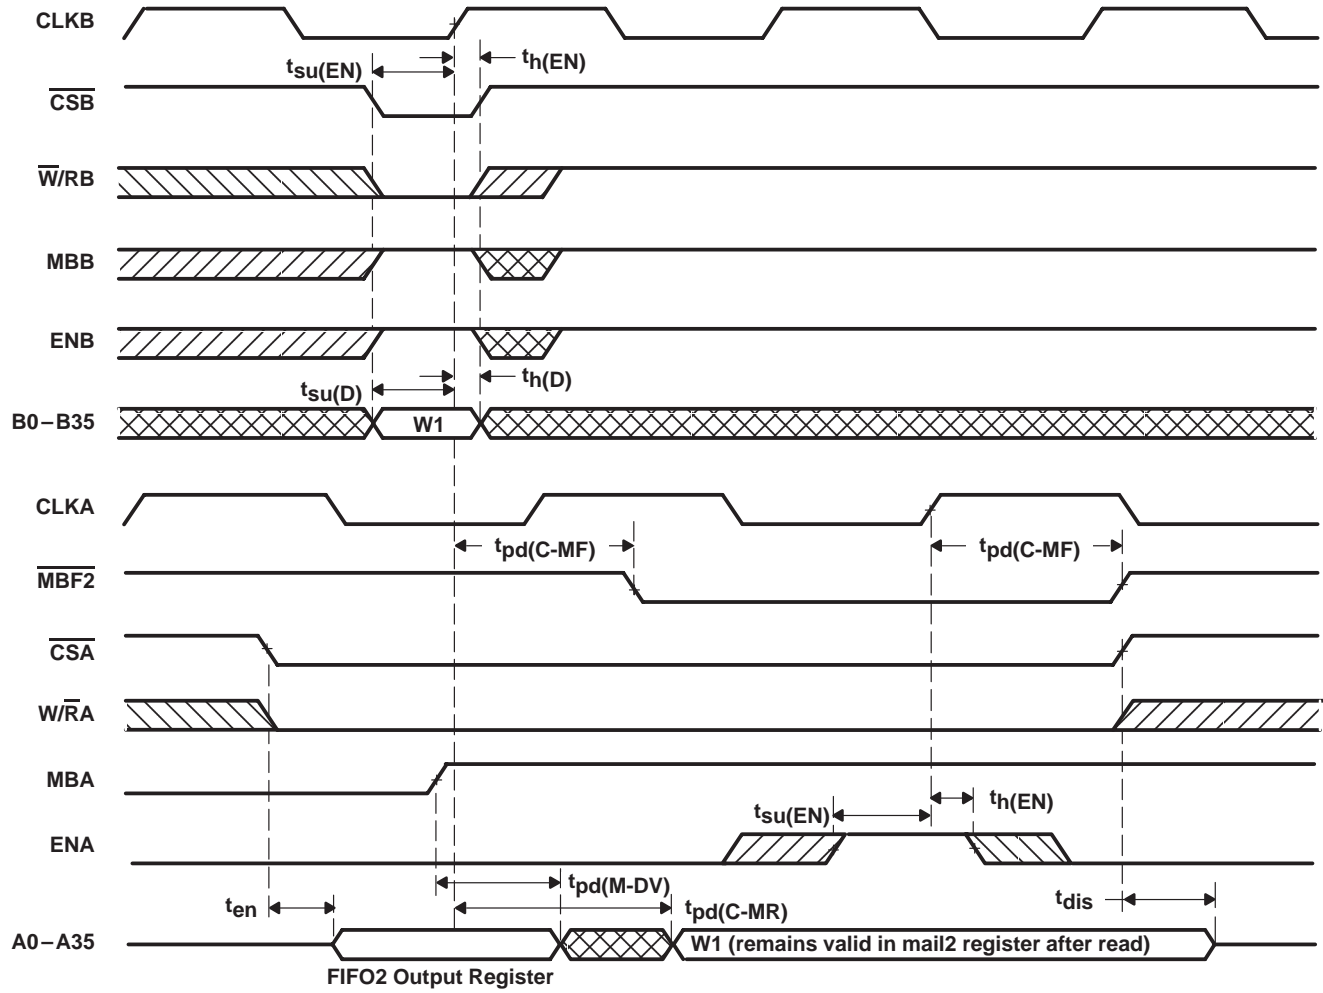 CLKB
tsu(EN)
th(EN)
CSB
W/RB
MBB
ENB
tsu(D)
th(D)
B0–B35
W1
CLKA
tpd(C-MF)
tpd(C-MF)
MBF2
CSA
W/RA
MBA
tsu(EN)
th(EN)
ENA
tpd(M-DV)
ten
tpd(C-MR)
tdis
A0–A35
W1 (remains valid in mail2 register after read)
FIFO2 Output Register